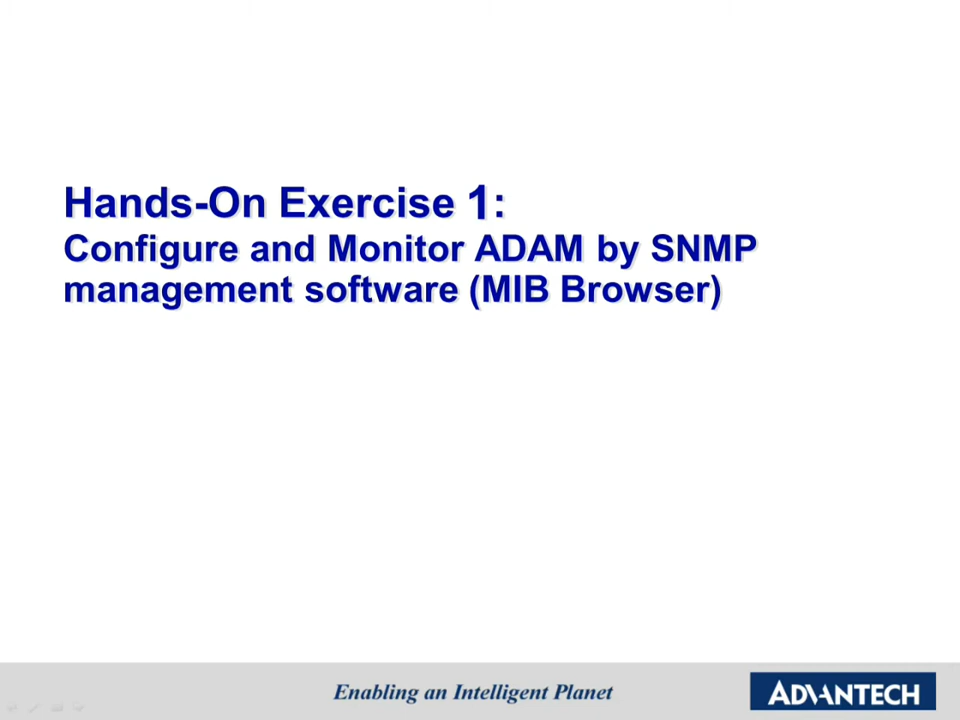 Hands-On Exercise 1:
Configure and Monitor ADAM by SNMP
management software (MIB Browser)
Enabling an Intelligent Planet
ADVANTECH